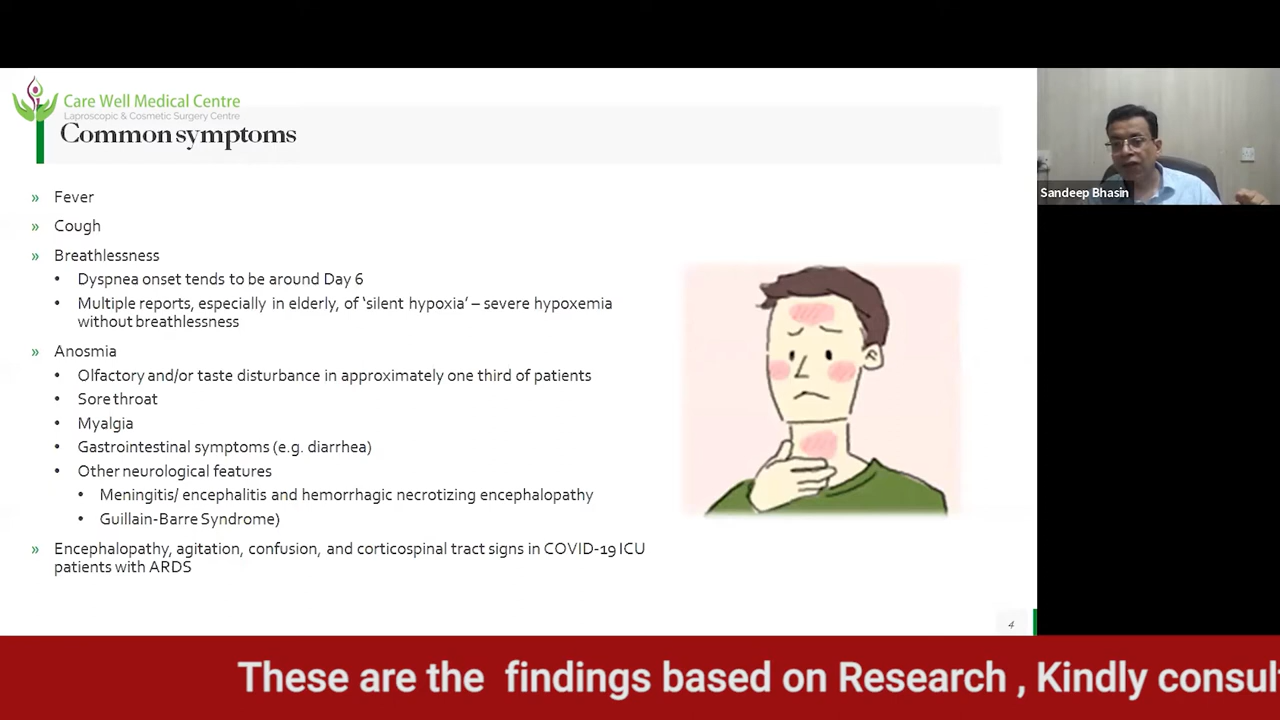 Care Well Medical Centre
Laproscopic & Cosmetic Surgery Centre
Common symptoms
» Fever
» Cough
» Breathlessness
• Dyspnea onset tends to be around Day 6
• Multiple reports, especially in elderly, of ‘silent hypoxia’ – severe hypoxemia
without breathlessness
» Anosmia
• Olfactory and/or taste disturbance in approximately one third of patients
• Sore throat
• Myalgia
• Gastrointestinal symptoms (e.g. diarrhea)
• Other neurological features
• Meningitis/ encephalitis and hemorrhagic necrotizing encephalopathy
• Guillain-Barre Syndrome)
» Encephalopathy, agitation, confusion, and corticospinal tract signs in COVID-19 ICU
patients with ARDS
4
Sandeep Bhasin
These are the findings based on Research , Kindly consul